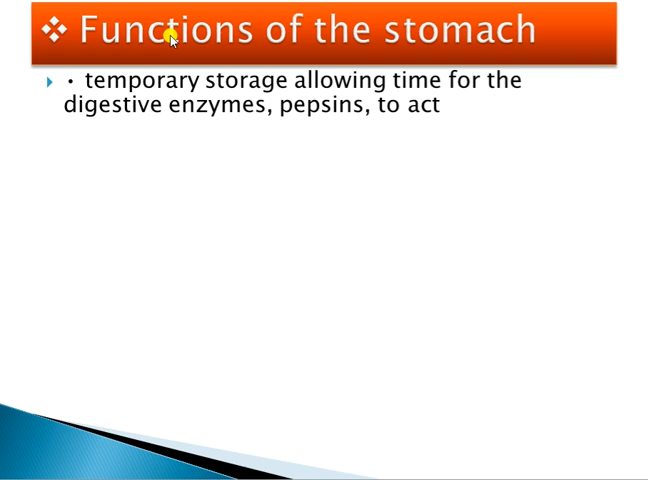 ❖ Functions of the stomach
• temporary storage allowing time for the
digestive enzymes, pepsins, to act